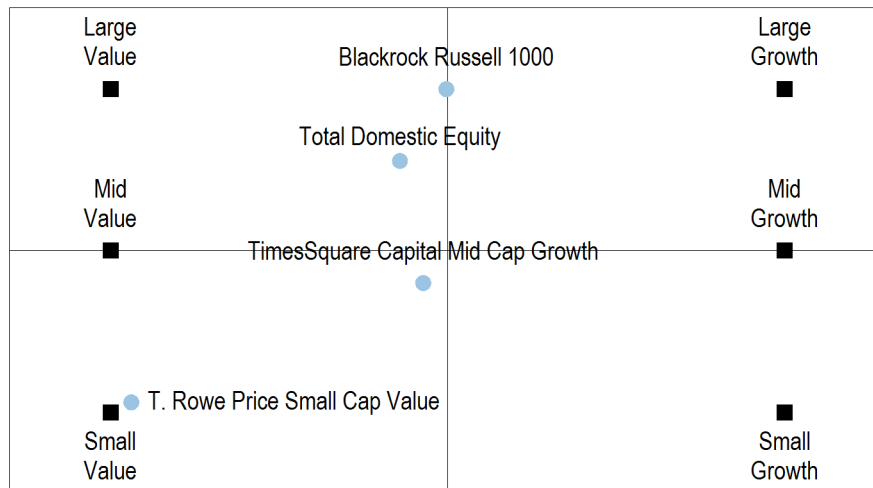 Large
Value
Large
Growth
Blackrock Russell 1000
Total Domestic Equity
Mid
Value
Mid
Growth
TimesSquare Capital Mid Cap Growth
T. Rowe Price Small Cap Value
Small
Value
Small
Growth